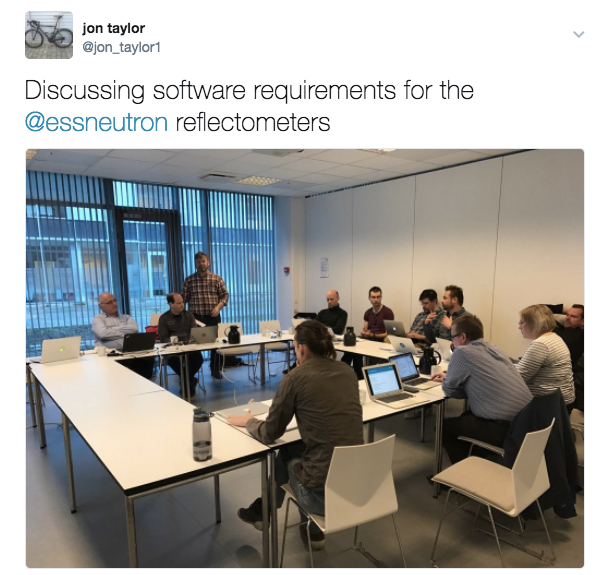 jon taylor
@jon_taylor1
Discussing software requirements for the
@essneutron reflectometers